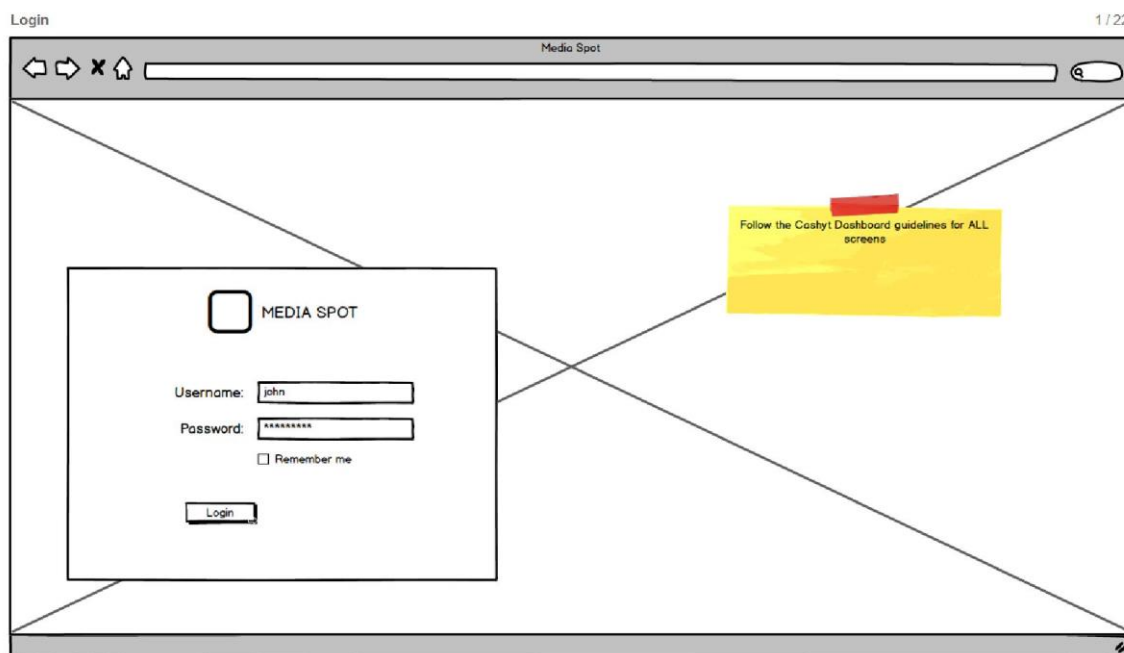 Login
1 / 22
Media Spot
Follow the Cashyt Dashboard guidelines for ALL
screens
MEDIA SPOT
Username:
john
Password:
*********
Remember me
Login